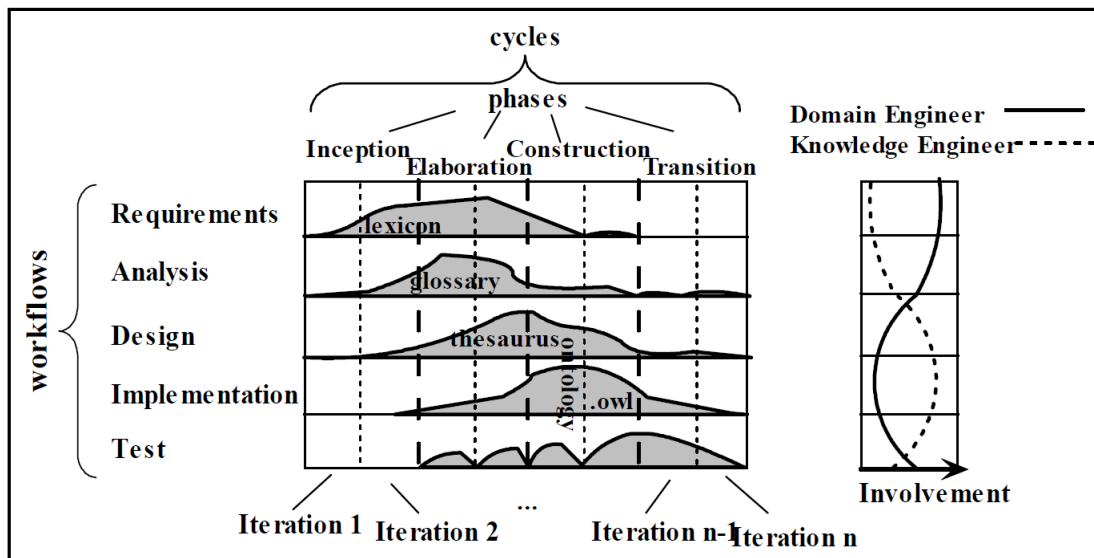 cycles
phases
Inception
Elaboration
Construction
Transition
Domain Engineer
Knowledge Engineer
workflows
Requirements
lexicon
Analysis
glossary
Design
thesaurus
ontology
Implementation
.owl
Test
Iteration 1
Iteration 2
...
Iteration n-1
Iteration n
Involvement